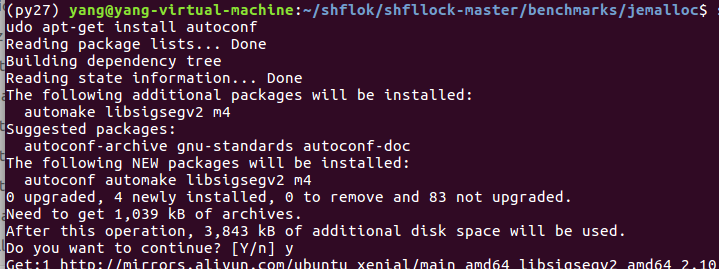 (py27) yang@yang-virtual-machine:~/shflok/shfllock-master/benchmarks/jemalloc$ s
udo apt-get install autoconf
Reading package lists... Done
Building dependency tree
Reading state information... Done
The following additional packages will be installed:
  automake libsigsegv2 m4
Suggested packages:
  autoconf-archive gnu-standards autoconf-doc
The following NEW packages will be installed:
  autoconf automake libsigsegv2 m4
0 upgraded, 4 newly installed, 0 to remove and 83 not upgraded.
Need to get 1,039 kB of archives.
After this operation, 3,843 kB of additional disk space will be used.
Do you want to continue? [Y/n] y
Get:1 http://mirrors.aliyun.com/ubuntu xenial/main amd64 libsigsegv2 amd64 2.10